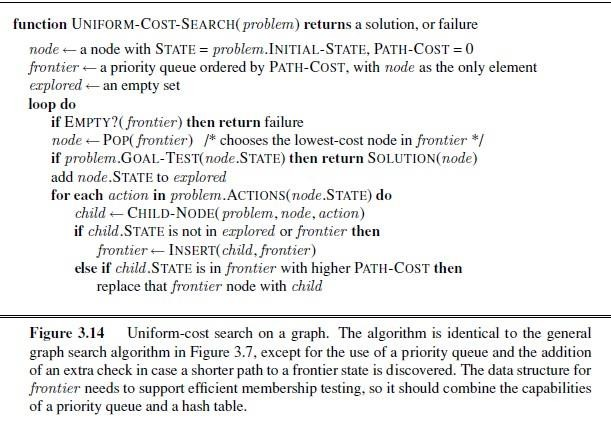 function UNIFORM-COST-SEARCH(problem) returns a solution, or failure
node ← a node with STATE = problem.INITIAL-STATE, PATH-COST = 0
frontier ← a priority queue ordered by PATH-COST, with node as the only element
explored ← an empty set
loop do
if EMPTY?(frontier) then return failure
node ← POP(frontier) /* chooses the lowest-cost node in frontier */
if problem.GOAL-TEST(node.STATE) then return SOLUTION(node)
add node.STATE to explored
for each action in problem.ACTIONS(node.STATE) do
child ← CHILD-NODE(problem, node, action)
if child.STATE is not in explored or frontier then
frontier ← INSERT(child, frontier)
else if child.STATE is in frontier with higher PATH-COST then
replace that frontier node with child
Figure 3.14 Uniform-cost search on a graph. The algorithm is identical to the general
graph search algorithm in Figure 3.7, except for the use of a priority queue and the addition
of an extra check in case a shorter path to a frontier state is discovered. The data structure for
frontier needs to support efficient membership testing, so it should combine the capabilities
of a priority queue and a hash table.